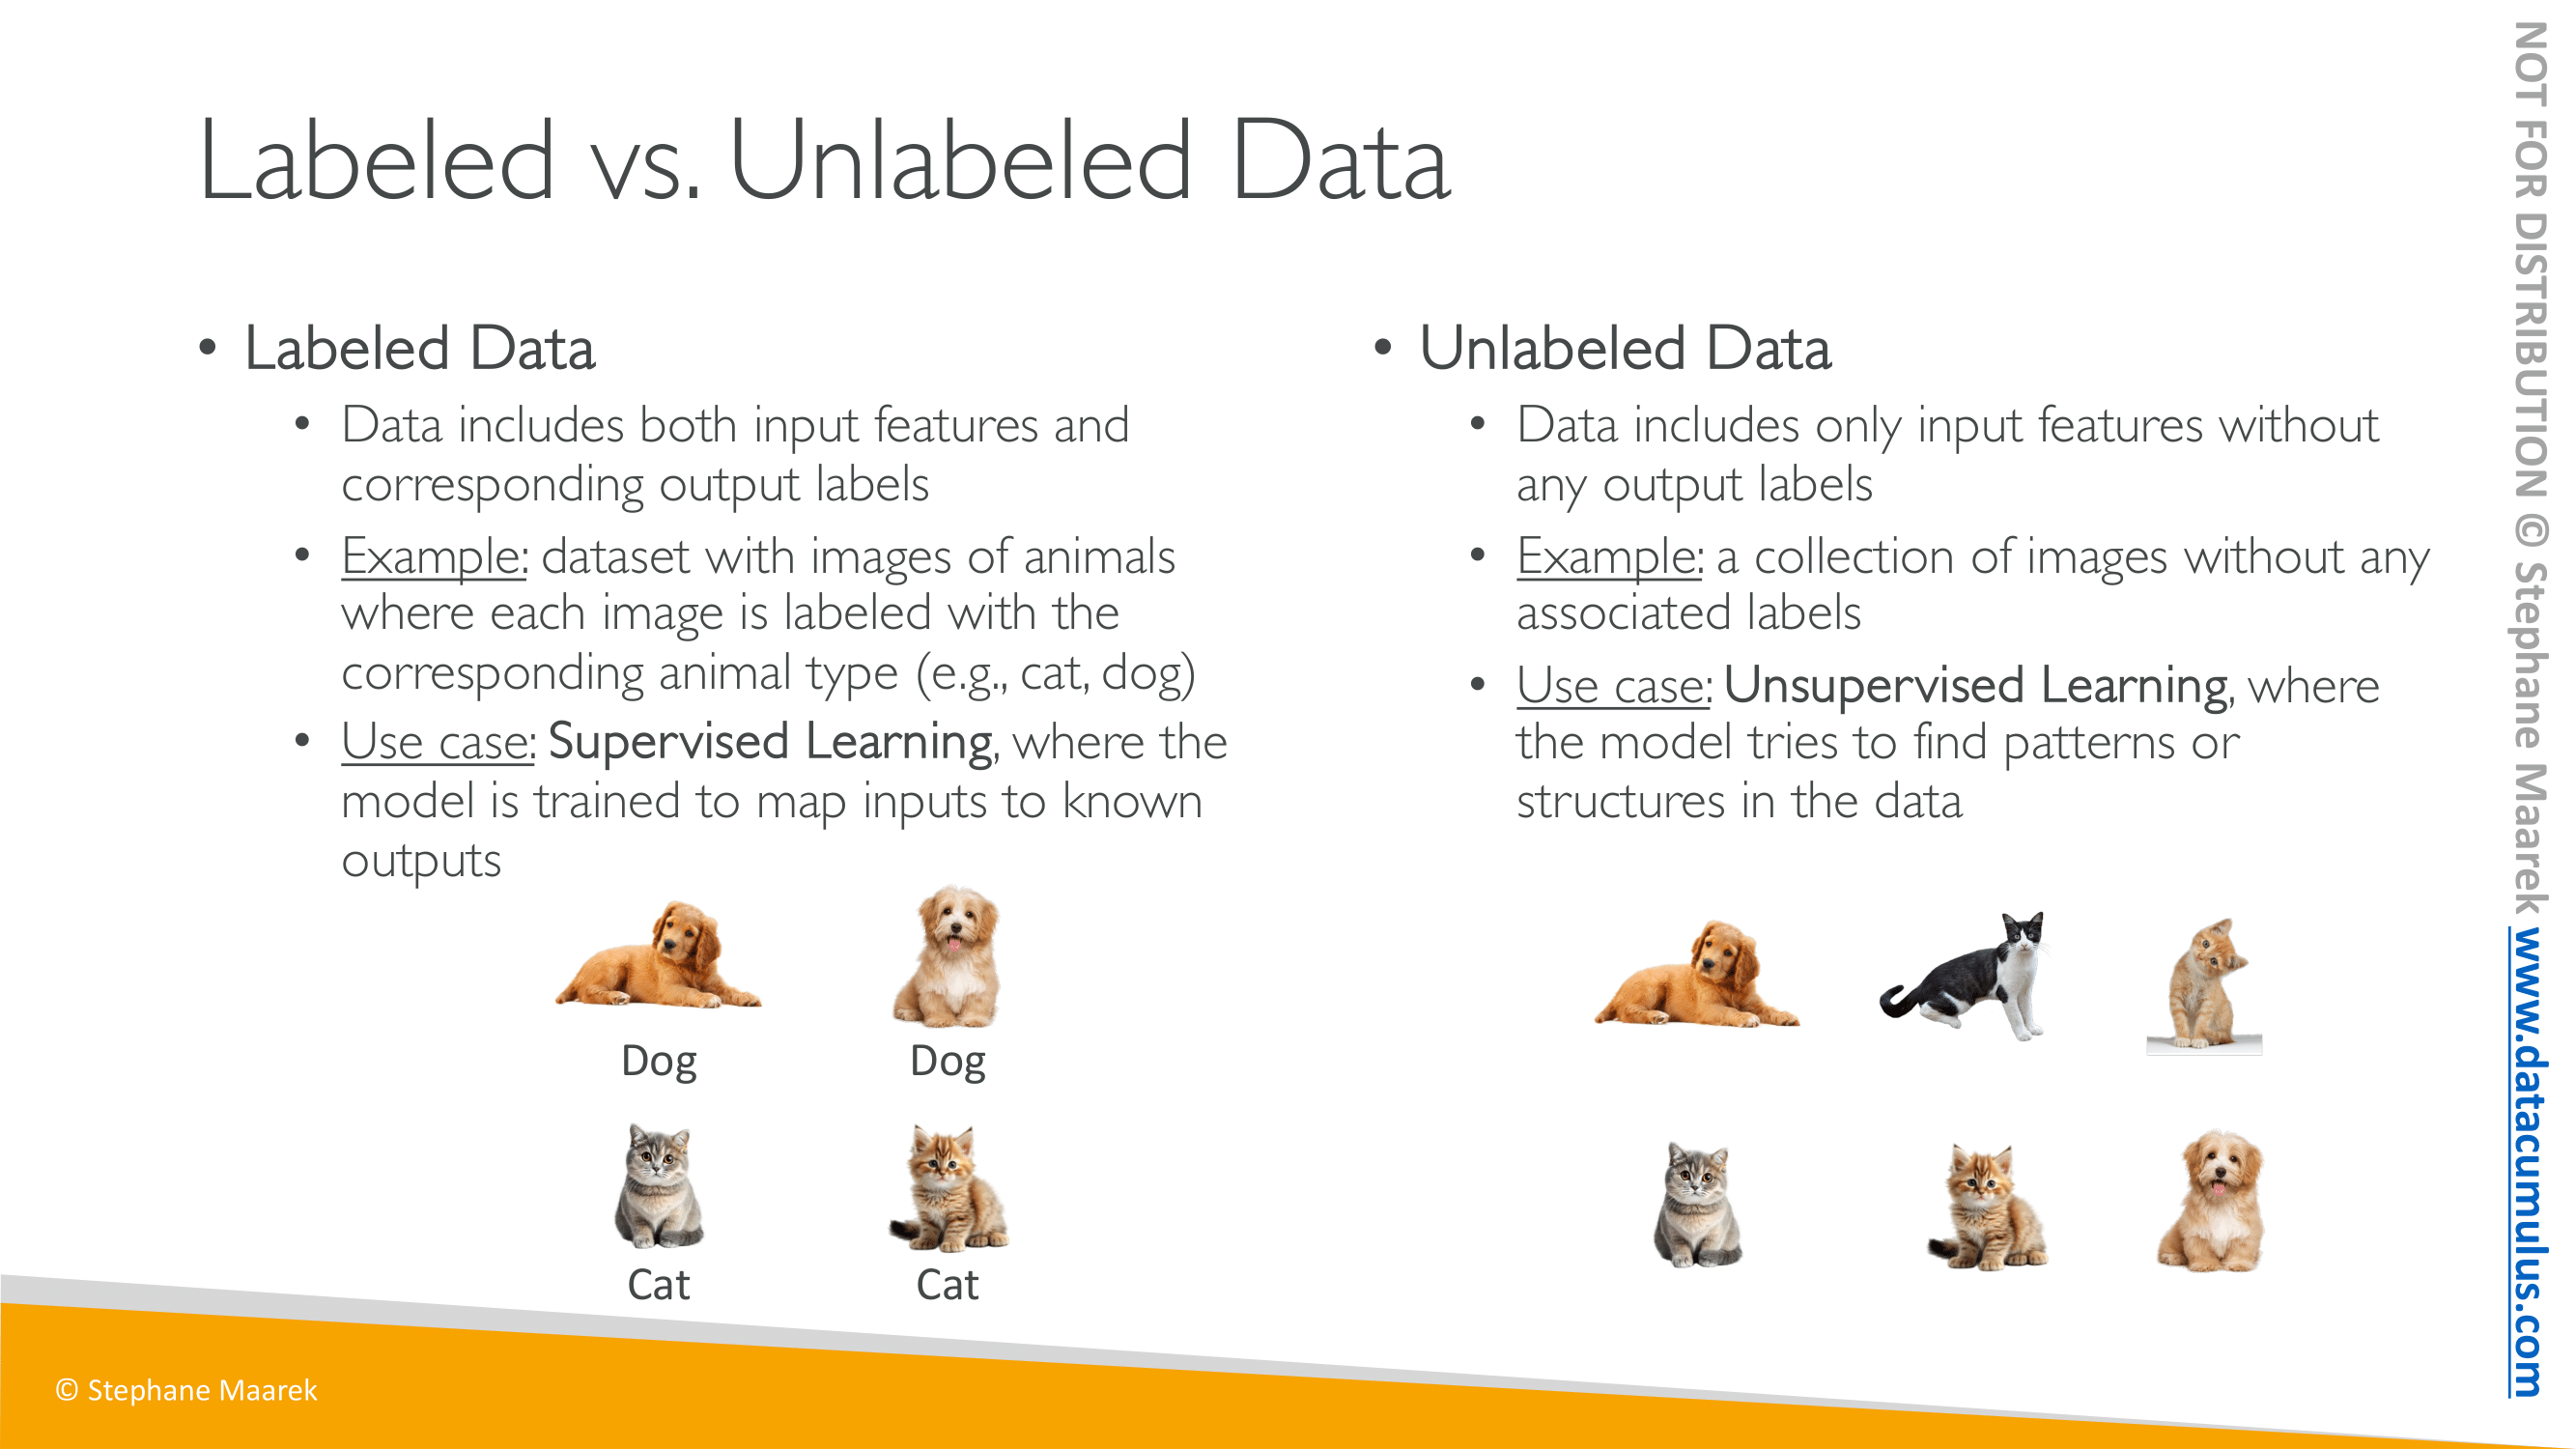 Labeled vs. Unlabeled Data
• Labeled Data
• Data includes both input features and
corresponding output labels
• Example: dataset with images of animals
where each image is labeled with the
corresponding animal type (e.g., cat, dog)
• Use case: Supervised Learning, where the
model is trained to map inputs to known
outputs
Dog
Dog
Cat
Cat
• Unlabeled Data
• Data includes only input features without
any output labels
• Example: a collection of images without any
associated labels
• Use case: Unsupervised Learning, where
the model tries to find patterns or
structures in the data
© Stephane Maarek
NOT FOR DISTRIBUTION © Stephane Maarek www.datacumulus.com